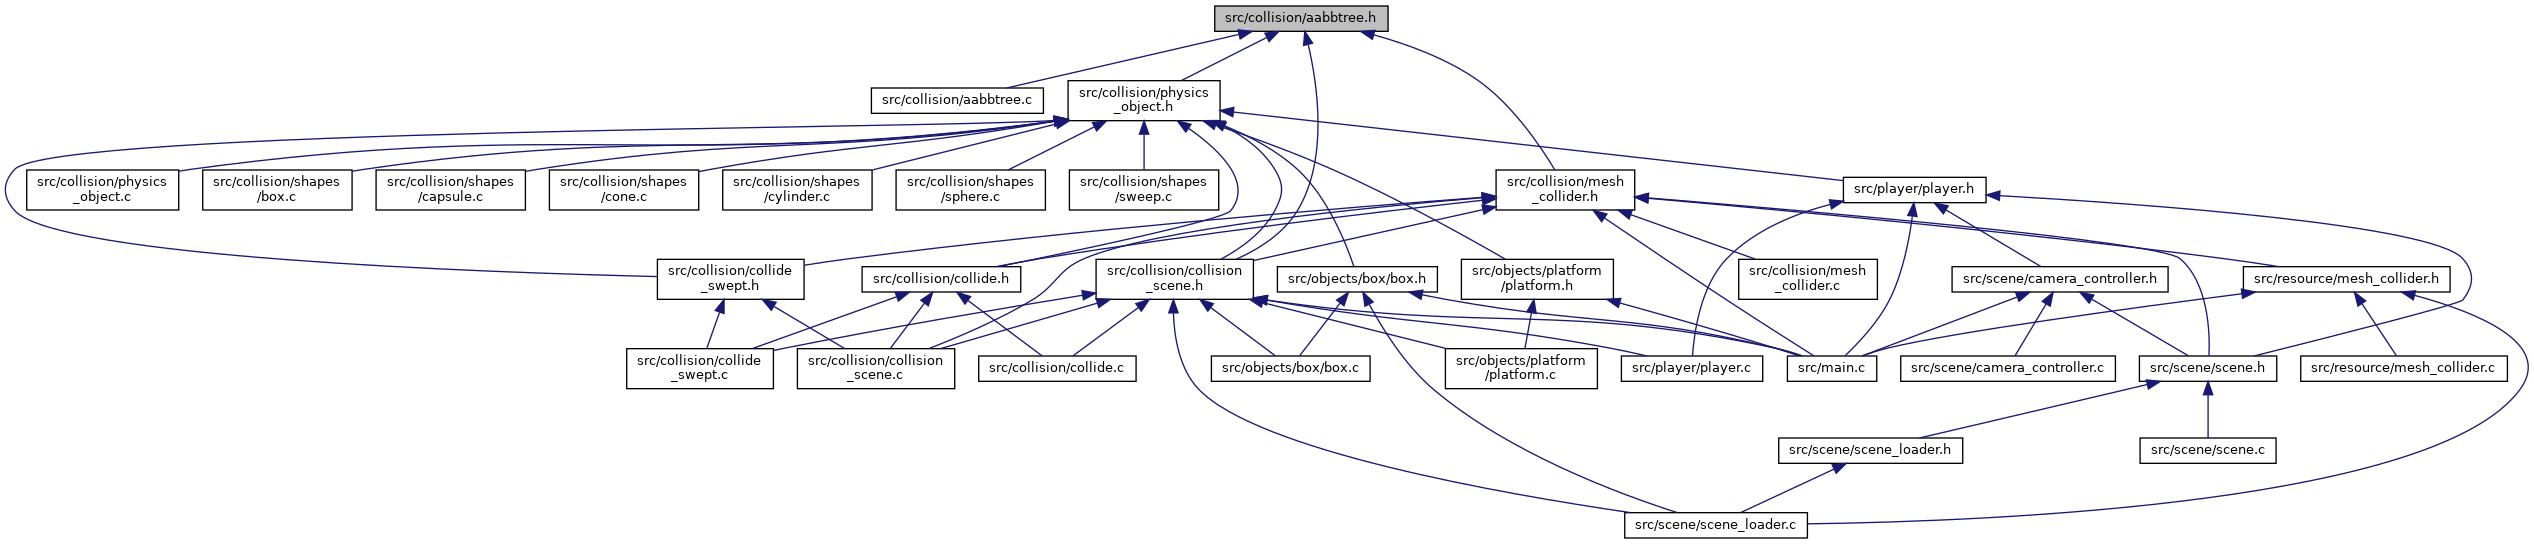 src/collision/aabbtree.h
src/collision/aabbtree.c
src/collision/physics
_object.h
src/collision/physics
_object.c
src/collision/shapes
/box.c
src/collision/shapes
/capsule.c
src/collision/shapes
/cone.c
src/collision/shapes
/cylinder.c
src/collision/shapes
/sphere.c
src/collision/shapes
/sweep.c
src/collision/mesh
_collider.h
src/player/player.h
src/collision/collide
_swept.h
src/collision/collide.h
src/collision/collision
_scene.h
src/objects/box/box.h
src/objects/platform
/platform.h
src/collision/mesh
_collider.c
src/scene/camera_controller.h
src/resource/mesh_collider.h
src/collision/collide
_swept.c
src/collision/collision
_scene.c
src/collision/collide.c
src/objects/box/box.c
src/objects/platform
/platform.c
src/player/player.c
src/main.c
src/scene/camera_controller.c
src/scene/scene.h
src/resource/mesh_collider.c
src/scene/scene_loader.h
src/scene/scene.c
src/scene/scene_loader.c